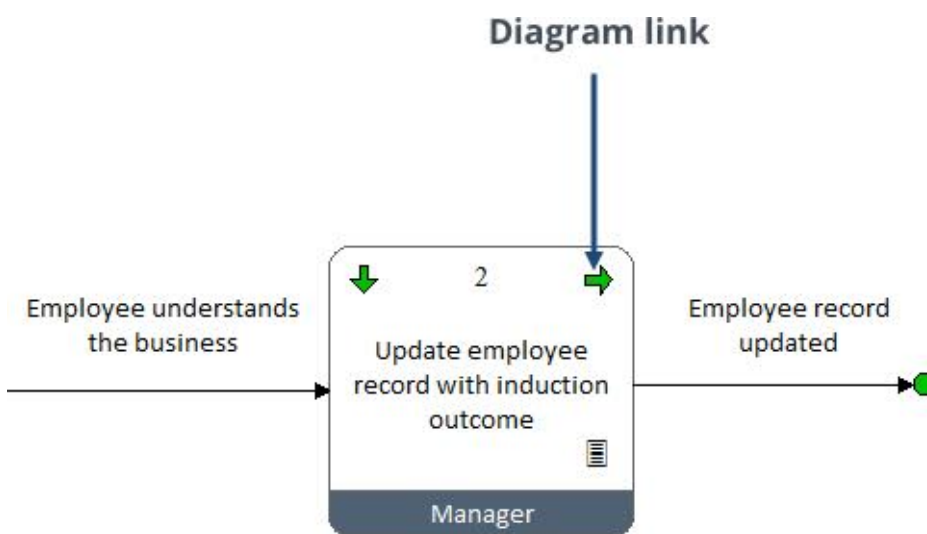 Diagram link
2
Employee understands
the business
Update employee
record with induction
outcome
Employee record
updated
Manager